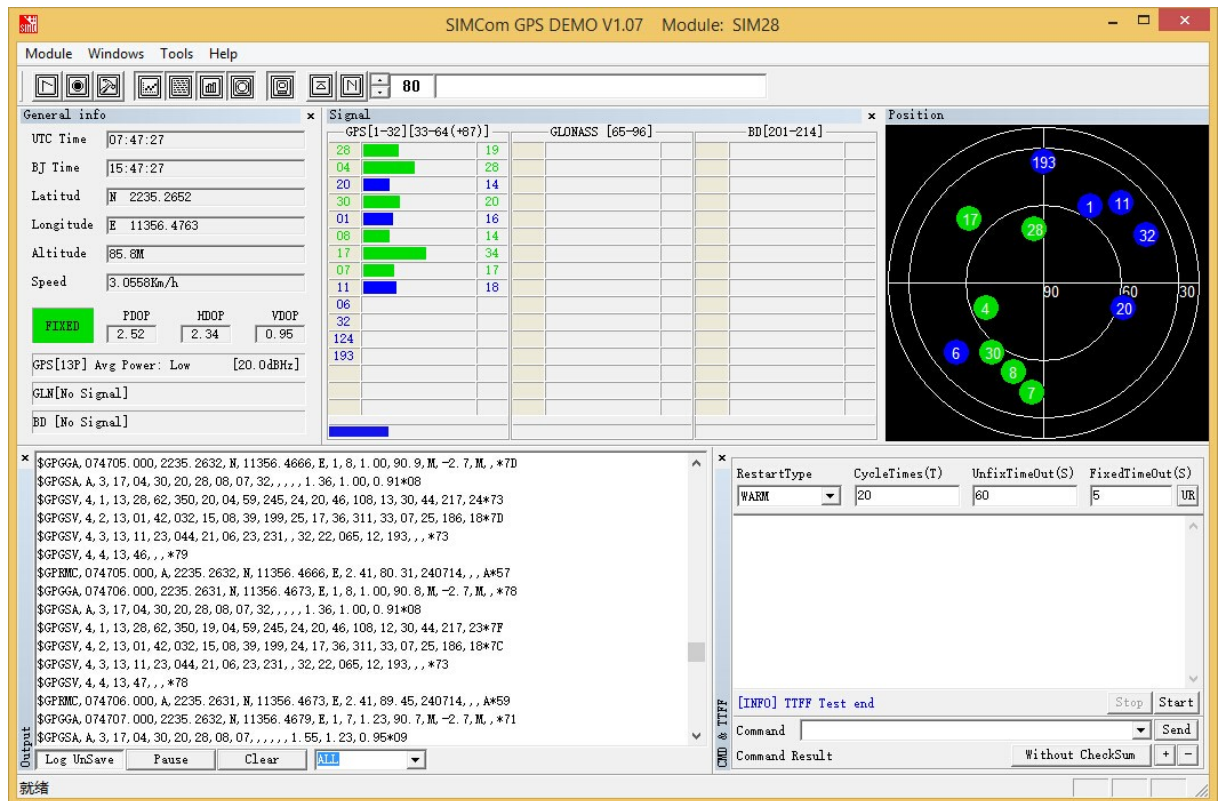 SIMCom GPS DEMO V1.07 Module: SIM28
Module Windows Tools Help
80
General info
UTC Time 07:47:27
BJ Time 15:47:27
Latitud N 2235.2652
Longitude E 11356.4763
Altitude 85.8M
Speed 3.0558Km/h
PDOP HDOP VDOP
FIXED 2.52 2.34 0.95
GPS[13P] Avg Power: Low [20.0dBHz]
GLN[No Signal]
BD [No Signal]
Signal
GPS[1-32][33-64(+87)] GLONASS [65-96] BD[201-214]
28 19
04 28
20 14
30 20
01 16
08 14
17 34
07 17
11 18
06
32
124
193
Position
193
1 11
17
28
32
90 60 30
4
20
6 30
8
7
$GPGGA,074705.000,2235.2632,N,11356.4666,E,1,8,1.00,90.9,M,-2.7,M,,*7D
$GPGSA,A,3,17,04,30,20,28,08,07,32,,,,,1.36,1.00,0.91*08
$GPGSV,4,1,13,28,62,350,20,04,59,245,24,20,46,108,13,30,44,217,24*73
$GPGSV,4,2,13,01,42,032,15,08,39,199,25,17,36,311,33,07,25,186,18*7D
$GPGSV,4,3,13,11,23,044,21,06,23,231,,32,22,065,12,193,,,*73
$GPGSV,4,4,13,46,,,*79
$GPRMC,074705.000,A,2235.2632,N,11356.4666,E,2.41,80.31,240714,,,A*57
$GPGGA,074706.000,2235.2631,N,11356.4673,E,1,8,1.00,90.8,M,-2.7,M,,*78
$GPGSA,A,3,17,04,30,20,28,08,07,32,,,,,1.36,1.00,0.91*08
$GPGSV,4,1,13,28,62,350,19,04,59,245,24,20,46,108,12,30,44,217,23*7F
$GPGSV,4,2,13,01,42,032,15,08,39,199,24,17,36,311,33,07,25,186,18*7C
$GPGSV,4,3,13,11,23,044,21,06,23,231,,32,22,065,12,193,,,*73
$GPGSV,4,4,13,47,,,*78
$GPRMC,074706.000,A,2235.2631,N,11356.4673,E,2.41,89.45,240714,,,A*59
$GPGGA,074707.000,2235.2632,N,11356.4679,E,1,7,1.23,90.7,M,-2.7,M,,*71
$GPGSA,A,3,17,04,30,20,28,08,07,,,,,,1.55,1.23,0.95*09
Output
Log UnSave Pause Clear ALL
RestartType CycleTimes(T) UnfixTimeOut(S) FixedTimeOut(S)
WARM 20 60 5 UR
[INFO] TTFF Test end Stop Start
Command Send
Command Result Without CheckSum + -
CMD & TTFF
就绪